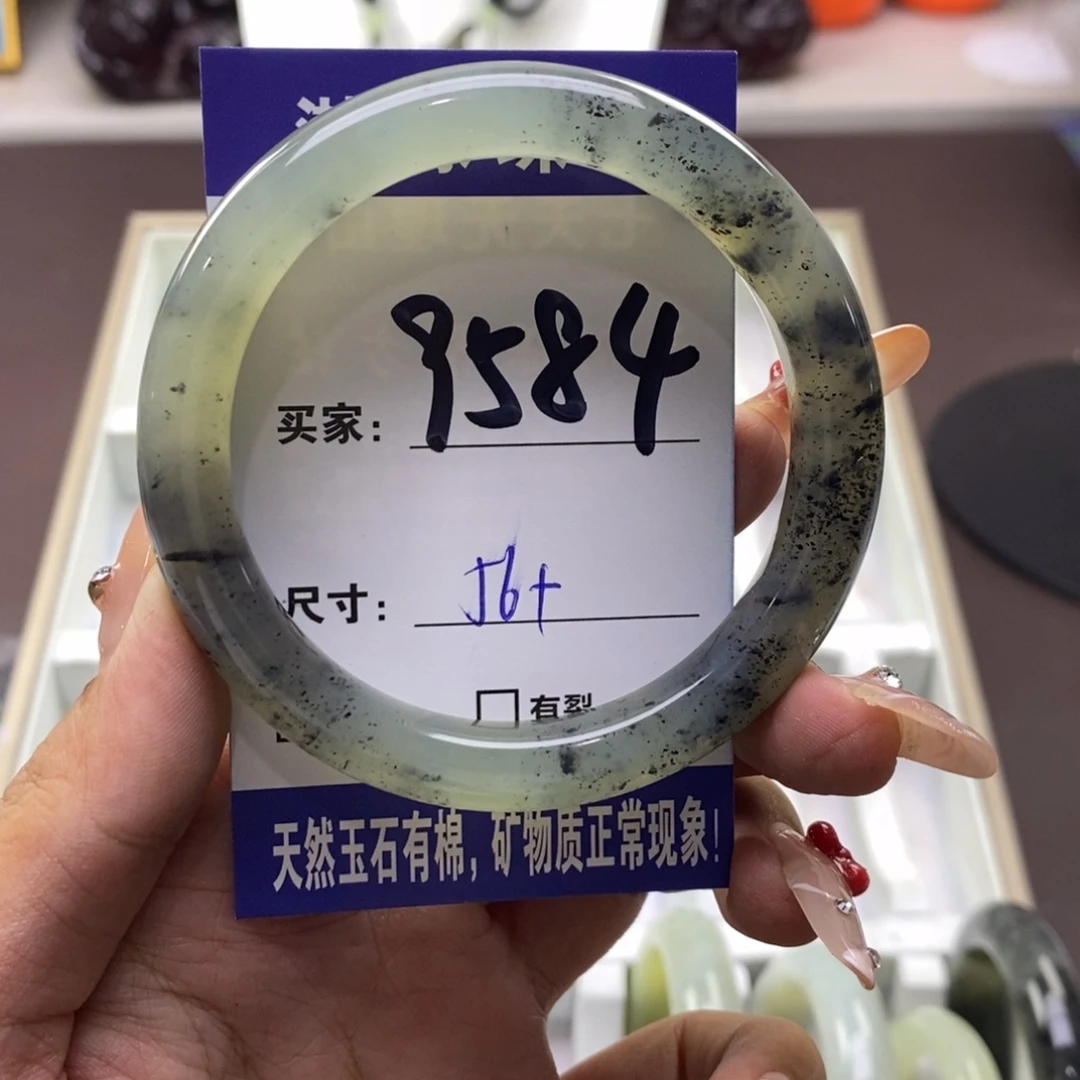 买家: 9584
尺寸: 56+
有裂
天然玉石有棉, 矿物质正常现象!